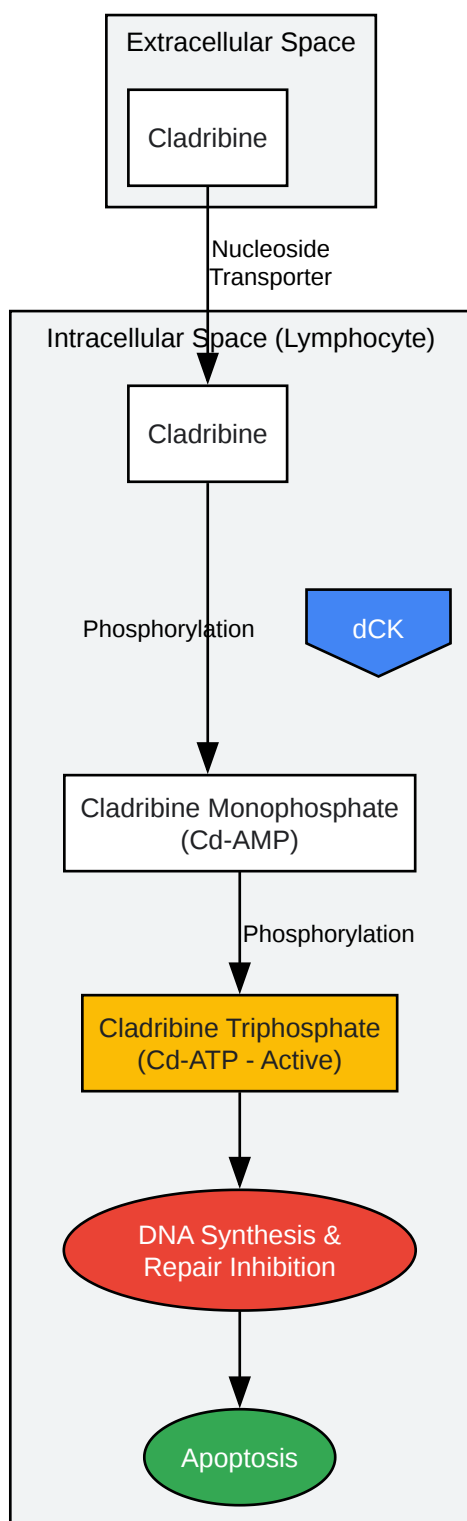 Extracellular Space
Cladribine
Nucleoside
Transporter
Intracellular Space (Lymphocyte)
Cladribine
Phosphorylation
dCK
Cladribine Monophosphate
(Cd-AMP)
Phosphorylation
Cladribine Triphosphate
(Cd-ATP - Active)
DNA Synthesis &
Repair Inhibition
Apoptosis